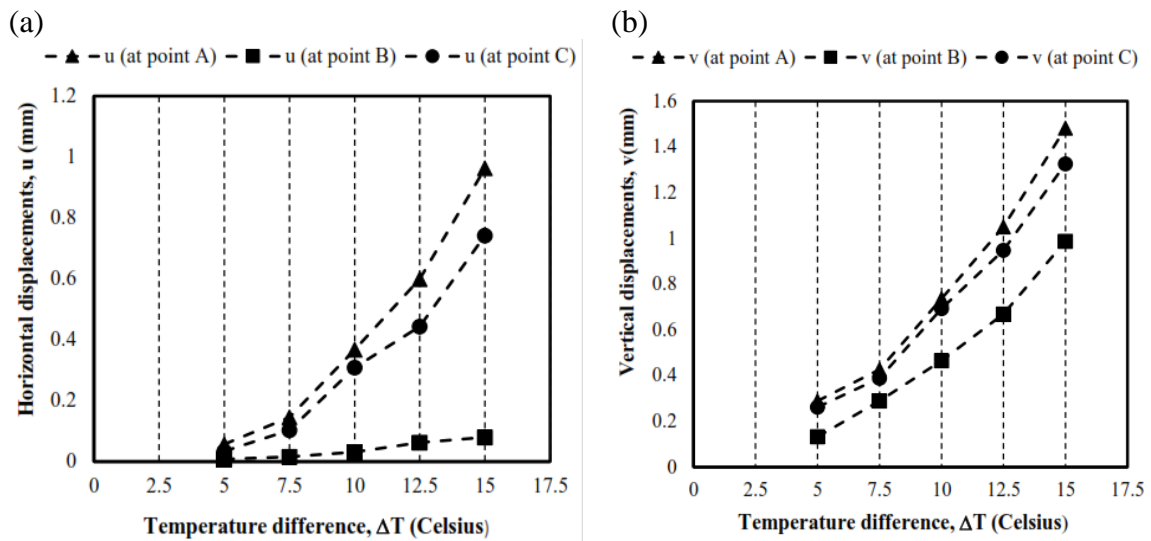 (a)
u (at point A) u (at point B) u (at point C)
Horizontal displacements, u (mm)
1.2
1
0.8
0.6
0.4
0.2
0
0 2.5 5 7.5 10 12.5 15 17.5
Temperature difference, ΔT (Celsius)
(b)
v (at point A) v (at point B) v (at point C)
Vertical displacements, v(mm)
1.6
1.4
1.2
1
0.8
0.6
0.4
0.2
0
0 2.5 5 7.5 10 12.5 15 17.5
Temperature difference, ΔT (Celsius)